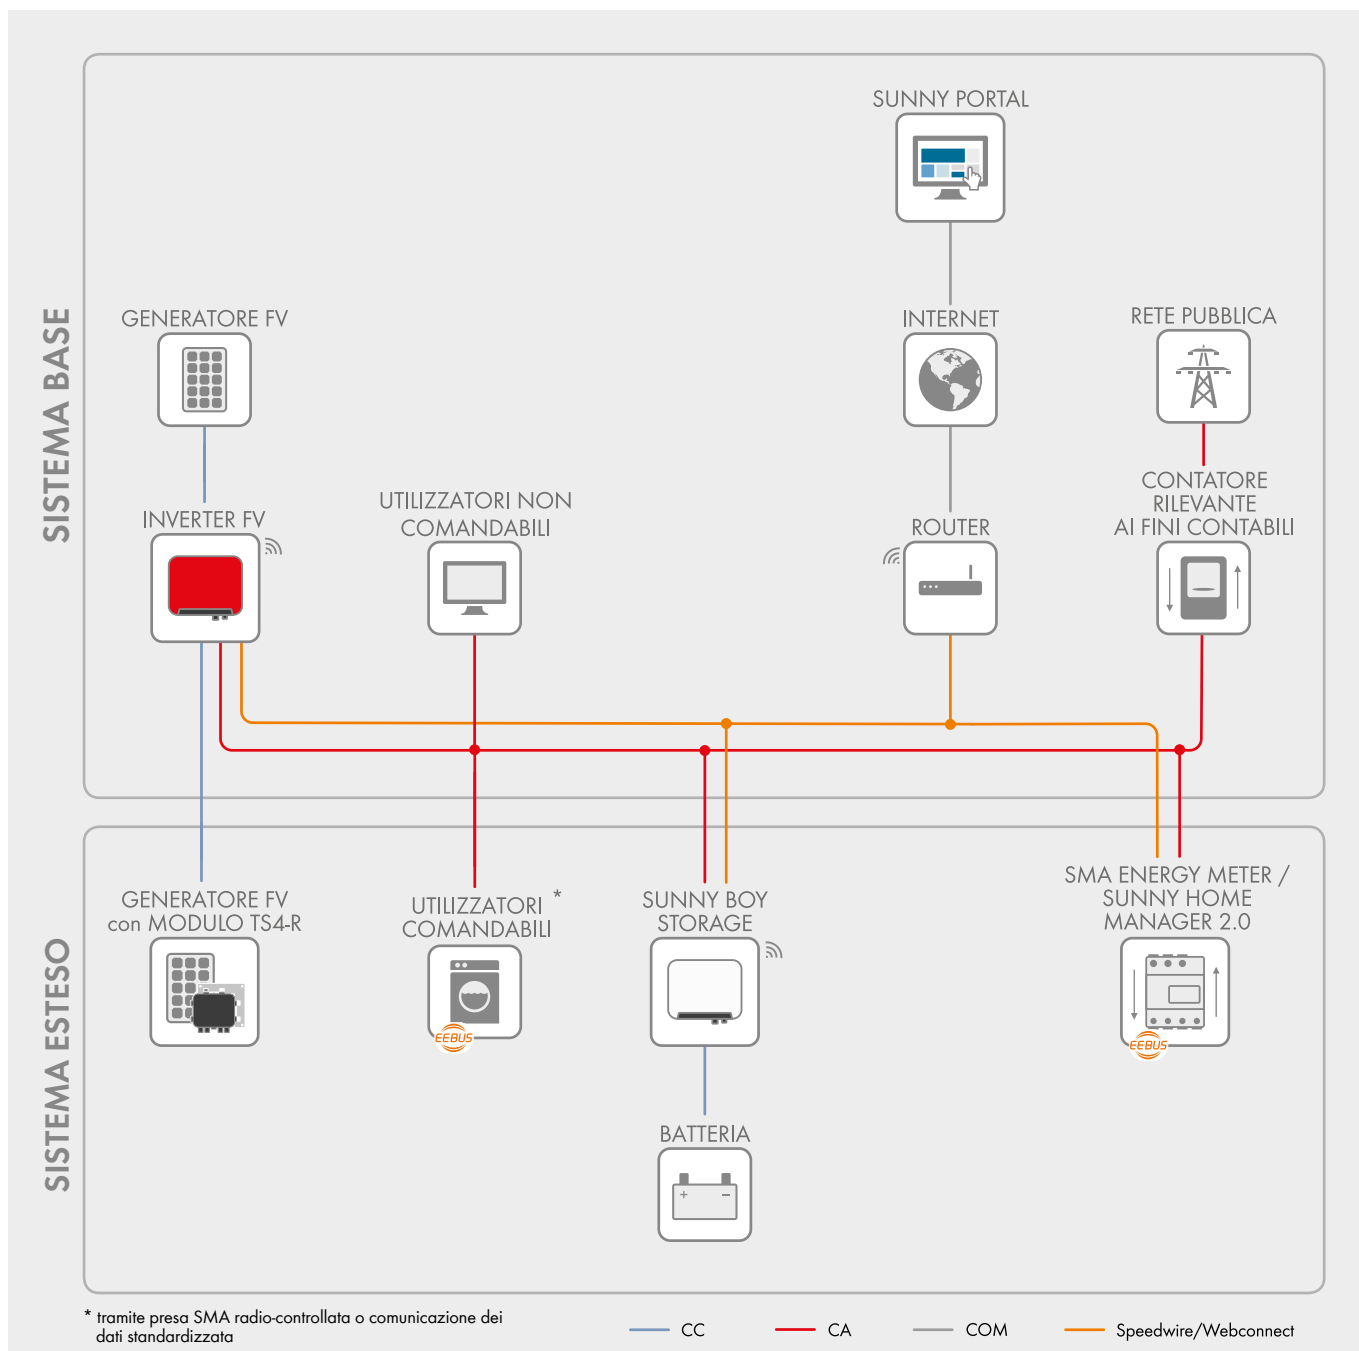 SISTEMA BASE
SUNNY PORTAL
GENERATORE FV
INTERNET
RETE PUBBLICA
INVERTER FV
UTILIZZATORI NON
COMANDABILI
ROUTER
CONTATORE
RILEVANTE
AI FINI CONTABILI
SISTEMA ESTESO
GENERATORE FV
con MODULO TS4-R
UTILIZZATORI *
COMANDABILI
EEBUS
SUNNY BOY
STORAGE
SMA ENERGY METER /
SUNNY HOME
MANAGER 2.0
EEBUS
BATTERIA
+ −
* tramite presa SMA radio-controllata o comunicazione dei
dati standardizzata
CC
CA
COM
Speedwire/Webconnect